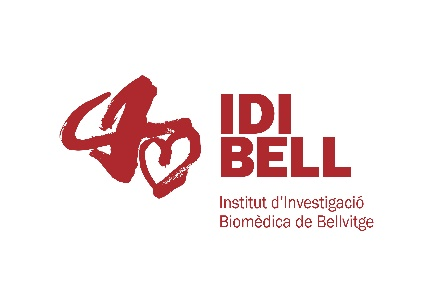 IDI
BELL
Institut d'Investigació
Biomèdica de Bellvitge